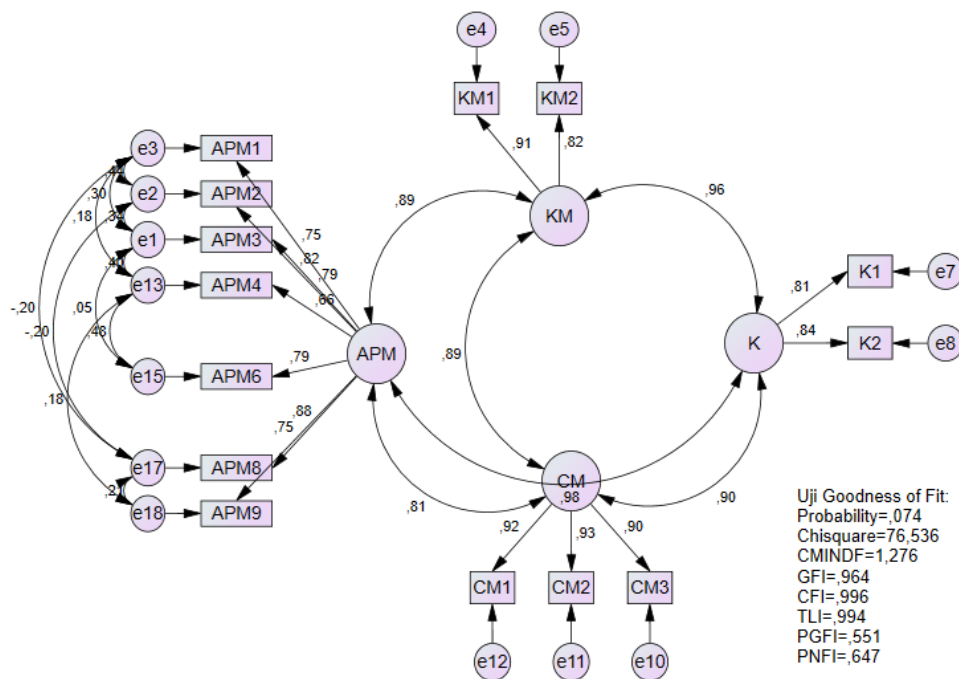 e4
e5
KM1
KM2
,91
,82
e3
APM1
,30
e2
APM2
,18
e1
APM3
e13
APM4
-,20
,05
-,20
,48
e15
APM6
,18
e17
APM8
e18
APM9
,75
,82
,79
,66
,79
,88
,75
APM
,89
KM
,96
,89
K
,81
K1
e7
,84
K2
e8
,81
CM
,98
,90
,92
,93
,90
CM1
CM2
CM3
e12
e11
e10
Uji Goodness of Fit:
Probability=,074
Chisquare=76,536
CMINDF=1,276
GFI=,964
CFI=,996
TLI=,994
PGFI=,551
PNFI=,647